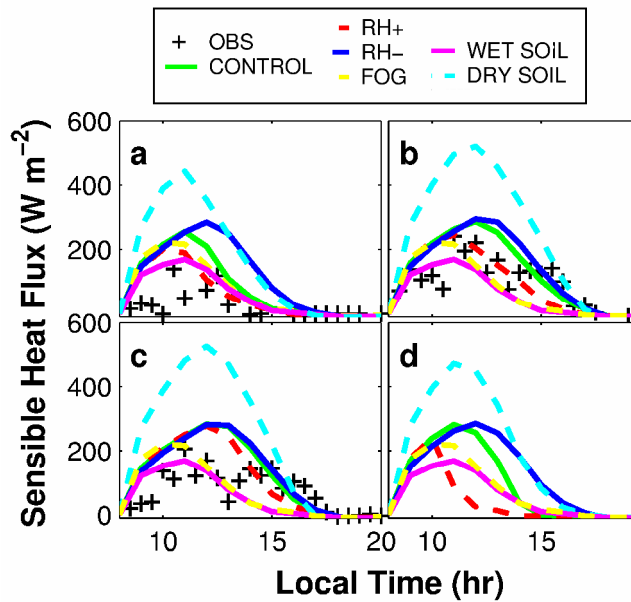 OBS
CONTROL
RH+
RH−
FOG
WET SOiL
DRY SOIL
Sensible Heat Flux (W m−2)
600
400
200
0
a
b
600
400
200
0
c
d
10
15
20
10
15
Local Time (hr)